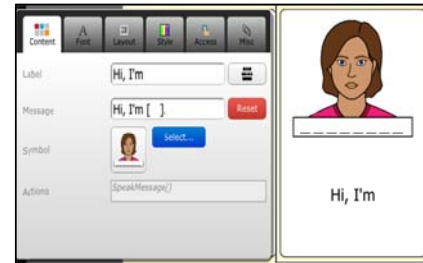 Content Font Layout Style Access Misc
Label Hi, I'm
Message Hi, I'm [ ]. Reset
Symbol Select...
Actions SpeakMessage()
Hi, I'm